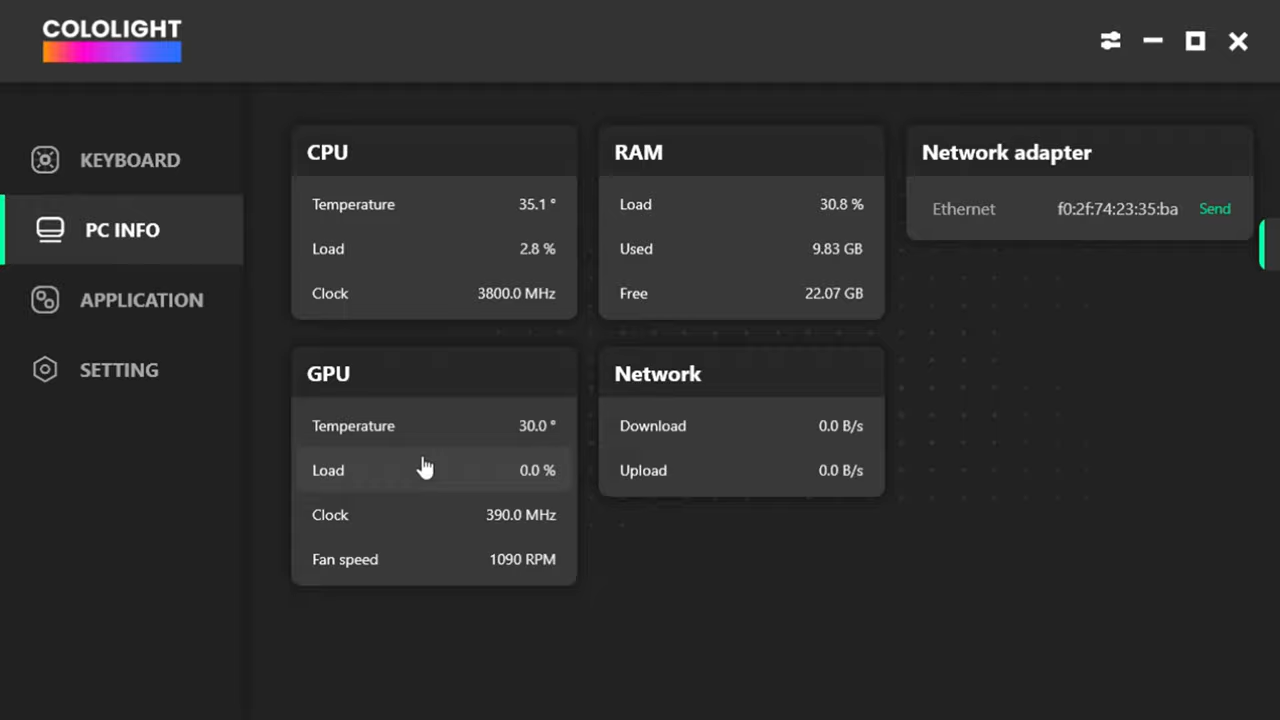 COLOLIGHT
KEYBOARD
PC INFO
APPLICATION
SETTING
CPU
Temperature 35.1 °
Load 2.8 %
Clock 3800.0 MHz
RAM
Load 30.8 %
Used 9.83 GB
Free 22.07 GB
Network adapter
Ethernet f0:2f:74:23:35:ba Send
GPU
Temperature 30.0 °
Load 0.0 %
Clock 390.0 MHz
Fan speed 1090 RPM
Network
Download 0.0 B/s
Upload 0.0 B/s